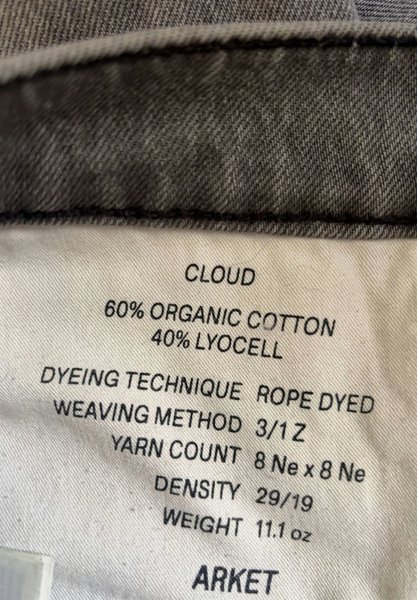 CLOUD
60% ORGANIC COTTON
40% LYOCELL
DYEING TECHNIQUE ROPE DYED
WEAVING METHOD 3/1 Z
YARN COUNT 8 Ne x 8 Ne
DENSITY 29/19
WEIGHT 11.1 oz
ARKET